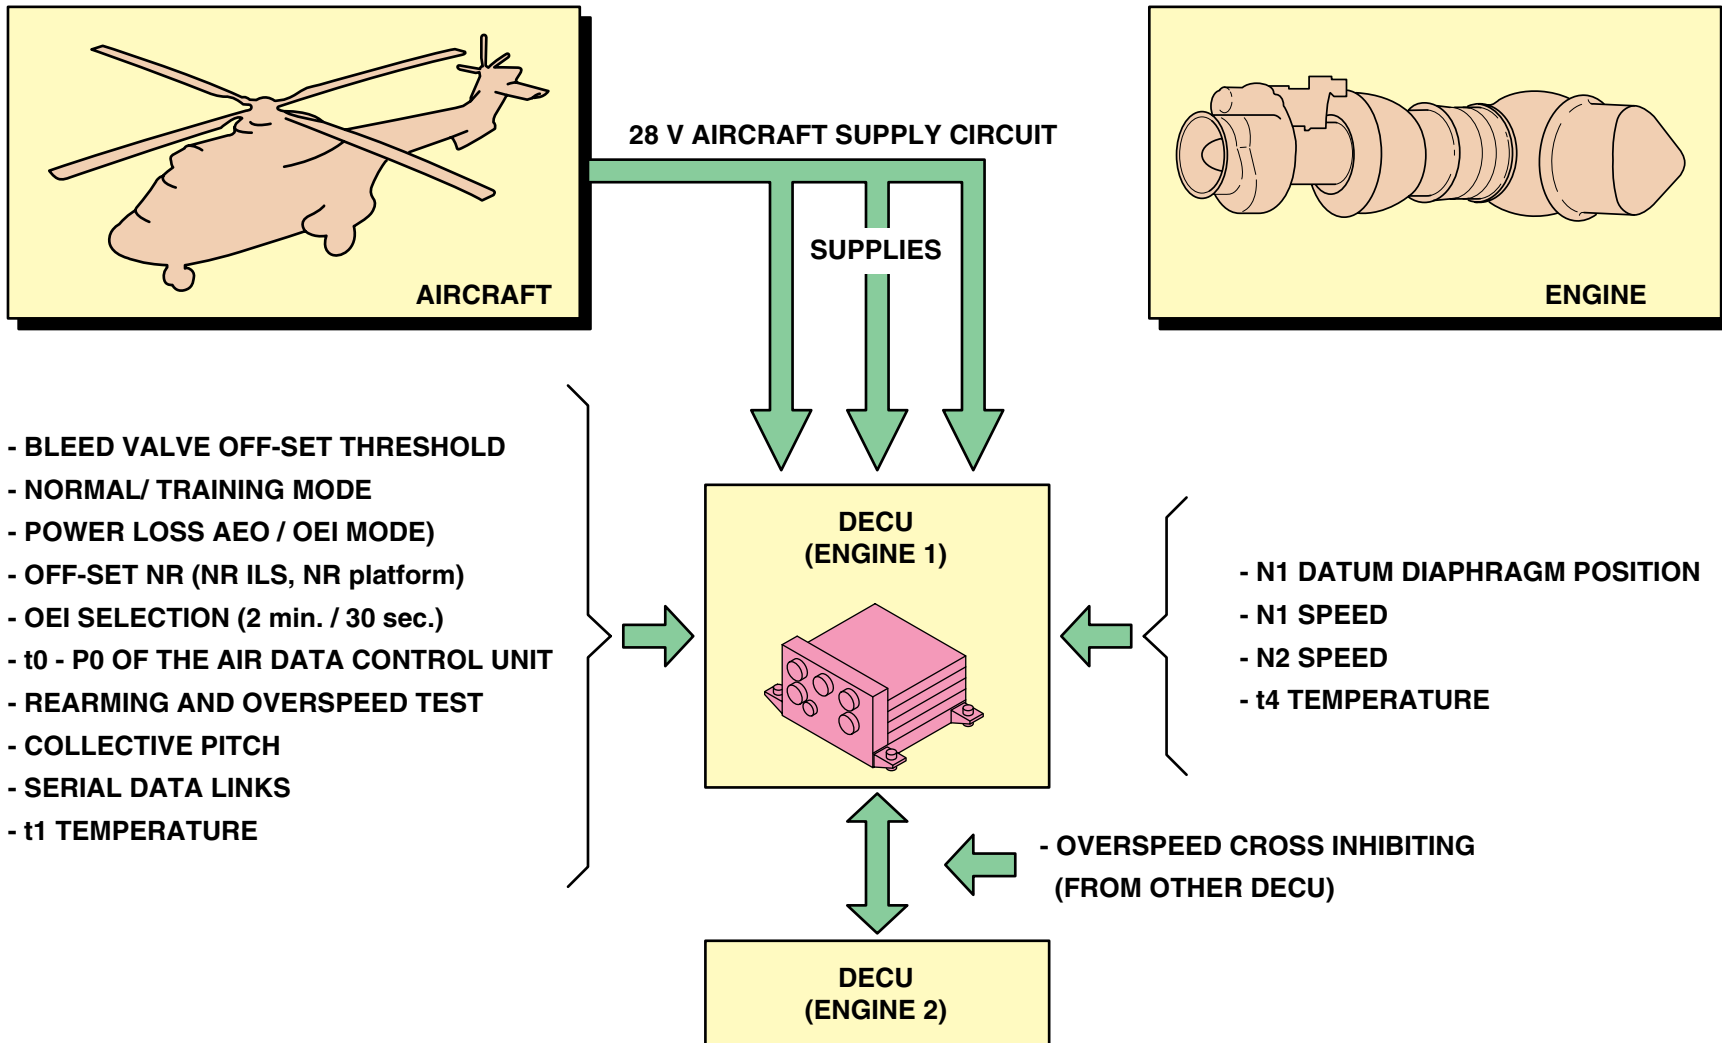 28 V AIRCRAFT SUPPLY CIRCUIT
SUPPLIES
AIRCRAFT
ENGINE
- BLEED VALVE OFF-SET THRESHOLD
- NORMAL/ TRAINING MODE
- POWER LOSS AEO / OEI MODE)
- OFF-SET NR (NR ILS, NR platform)
- OEI SELECTION (2 min. / 30 sec.)
- t0 - P0 OF THE AIR DATA CONTROL UNIT
- REARMING AND OVERSPEED TEST
- COLLECTIVE PITCH
- SERIAL DATA LINKS
- t1 TEMPERATURE
DECU
(ENGINE 1)
- N1 DATUM DIAPHRAGM POSITION
- N1 SPEED
- N2 SPEED
- t4 TEMPERATURE
- OVERSPEED CROSS INHIBITING
(FROM OTHER DECU)
DECU
(ENGINE 2)